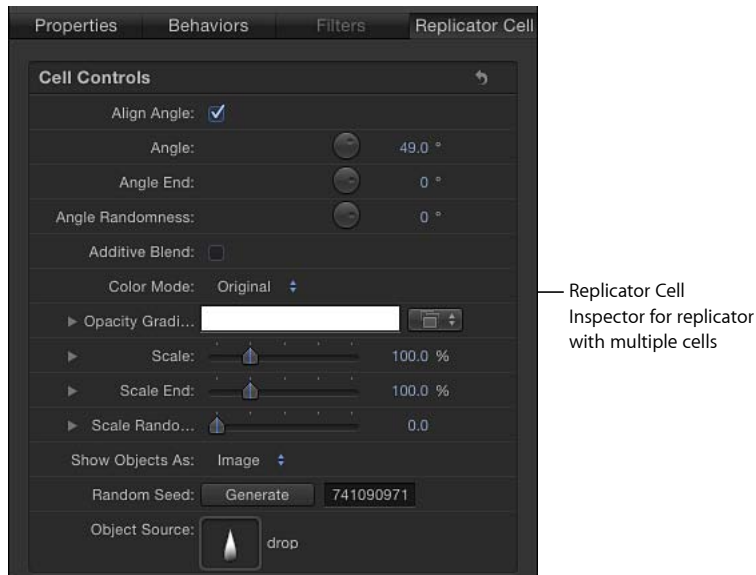 Properties Behaviors Filters Replicator Cell
Cell Controls
Align Angle:
Angle: 49.0 °
Angle End: 0 °
Angle Randomness: 0 °
Additive Blend:
Color Mode: Original
Opacity Gradi...
Scale: 100.0 %
Scale End: 100.0 %
Scale Rando... 0.0
Show Objects As: Image
Random Seed: Generate 741090971
Object Source: drop
Replicator Cell
Inspector for replicator
with multiple cells